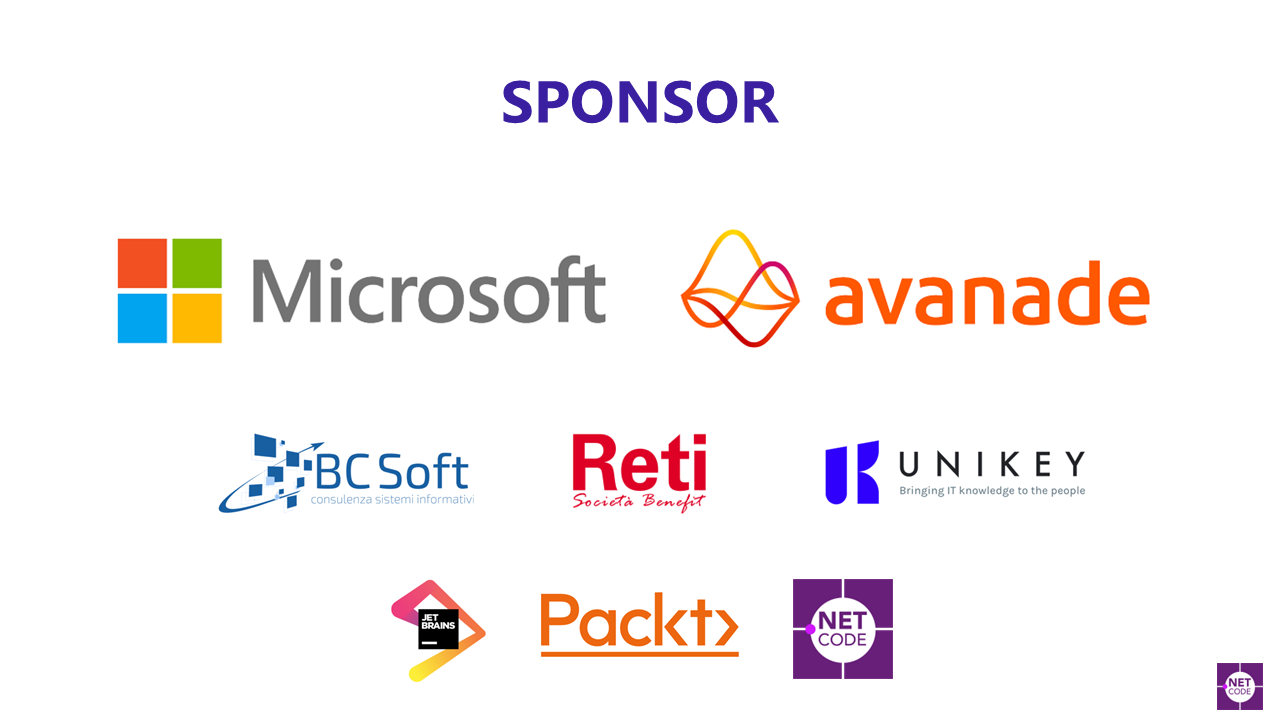 SPONSOR
Microsoft
avanade
BC Soft
consulenza sistemi informativi
Reti
Società Benefit
UNIKEY
Bringing IT knowledge to the people
JET
BRAINS
Packt>
NET
CODE
NET
CODE